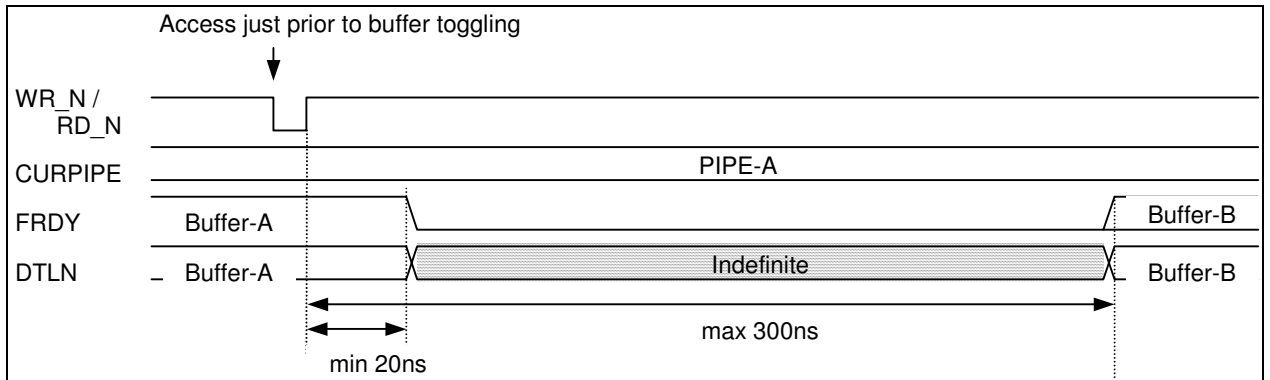 Access just prior to buffer toggling
WR_N /
RD_N
CURPIPE
PIPE-A
FRDY
Buffer-A
Buffer-B
DTLN
Buffer-A
Indefinite
Buffer-B
max 300ns
min 20ns